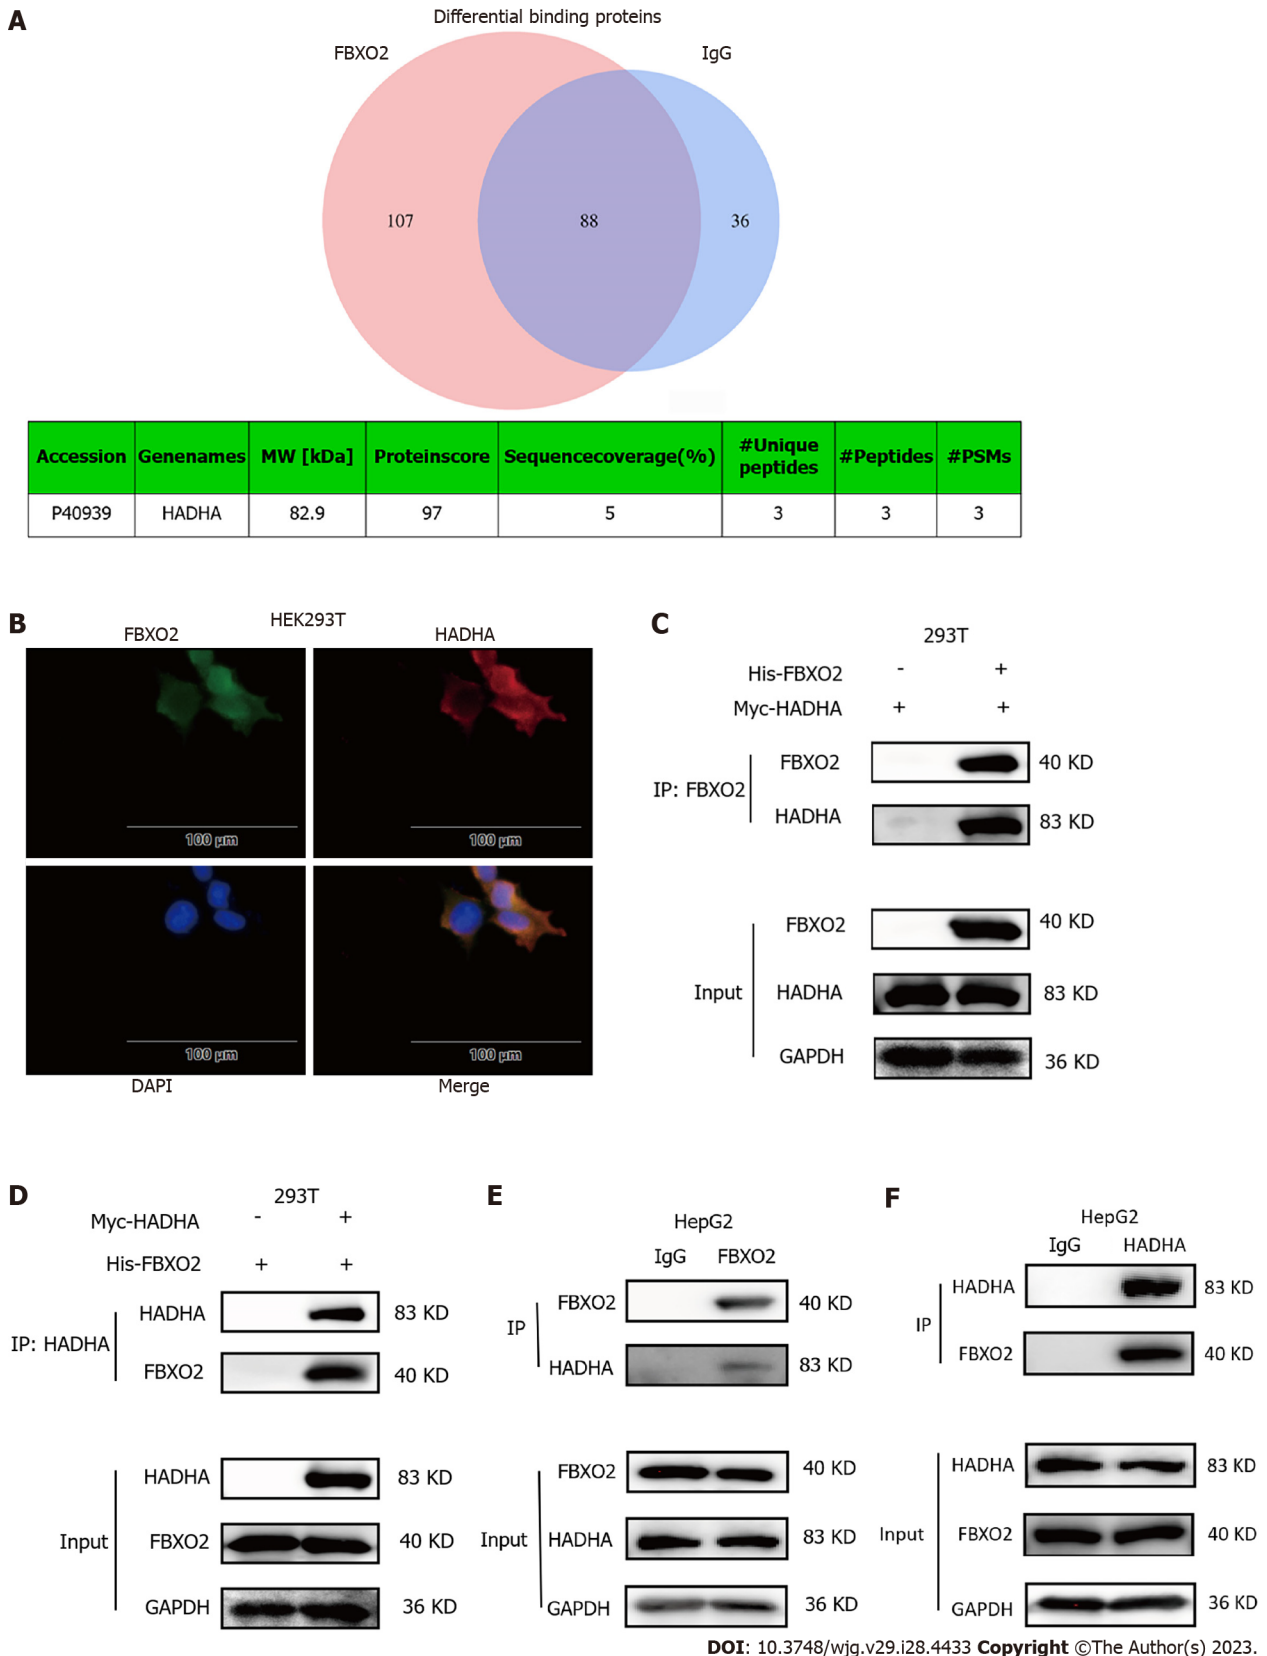 A
Differential binding proteins
FBXO2
IgG
107
88
36
Accession Genenames MW [kDa] Proteinscore Sequencecoverage(%) #Unique peptides #Peptides #PSMs
P40939 HADHA 82.9 97 5 3 3 3
B
HEK293T
FBXO2
HADHA
100 μm
100 μm
100 μm
100 μm
DAPI
Merge
C
293T
His-FBXO2 - +
Myc-HADHA + +
IP: FBXO2
FBXO2 40 KD
HADHA 83 KD
Input
FBXO2 40 KD
HADHA 83 KD
GAPDH 36 KD
D
293T
Myc-HADHA - +
His-FBXO2 + +
IP: HADHA
HADHA 83 KD
FBXO2 40 KD
Input
HADHA 83 KD
FBXO2 40 KD
GAPDH 36 KD
E
HepG2
IgG FBXO2
IP
FBXO2 40 KD
HADHA 83 KD
Input
FBXO2 40 KD
HADHA 83 KD
GAPDH 36 KD
F
HepG2
IgG HADHA
IP
HADHA 83 KD
FBXO2 40 KD
Input
HADHA 83 KD
FBXO2 40 KD
GAPDH 36 KD
DOI: 10.3748/wjg.v29.i28.4433 Copyright ©The Author(s) 2023.